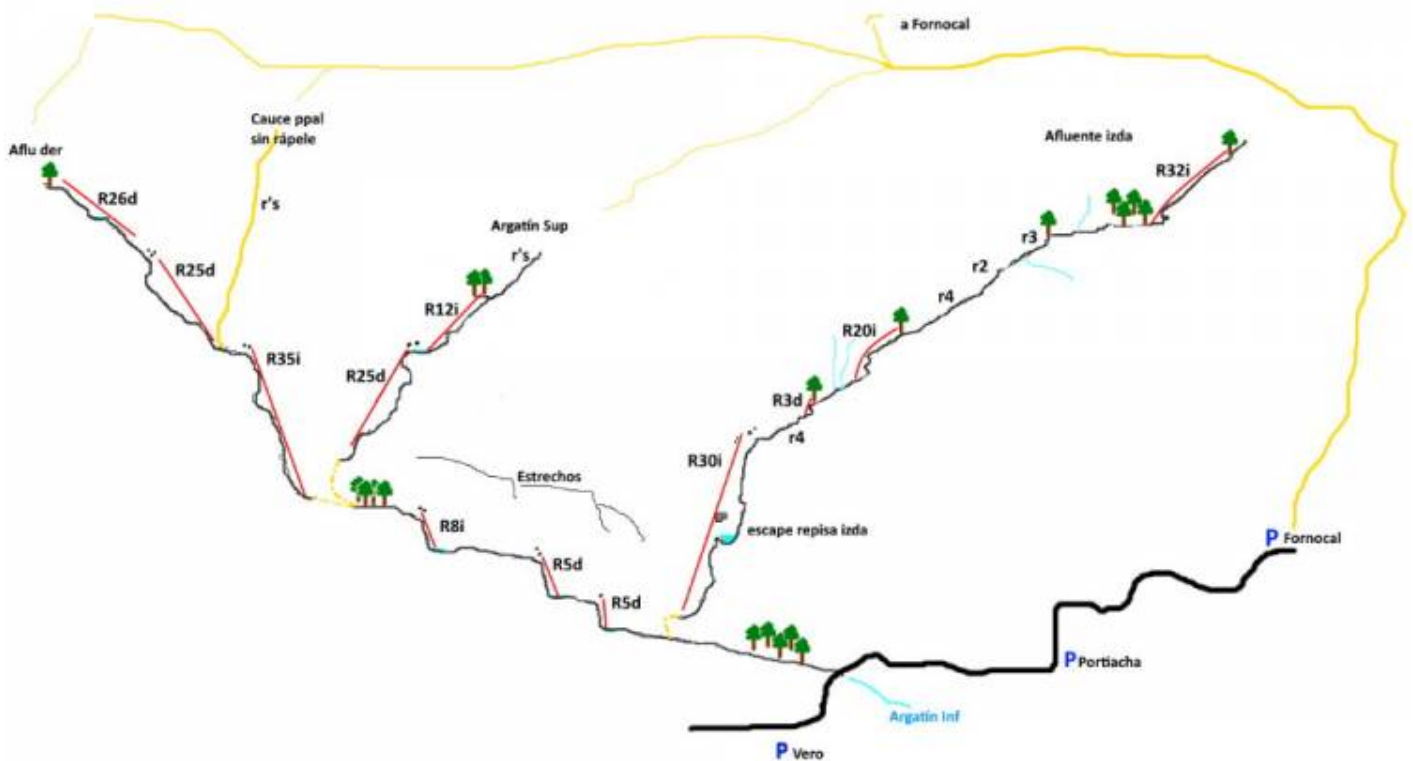 a Fornocal
Cauce ppal
sin rápele
Aflu der
Afluente izda
R32i
R26d
r's
Argatín Sup
r's
r3
r2
R25d
r4
R12i
R20i
R35i
R25d
R3d
r4
R30i
Estrechos
R8i
escape repisa izda
P Fornocal
R5d
R5d
P Portiacha
Argatín Inf
P Vero